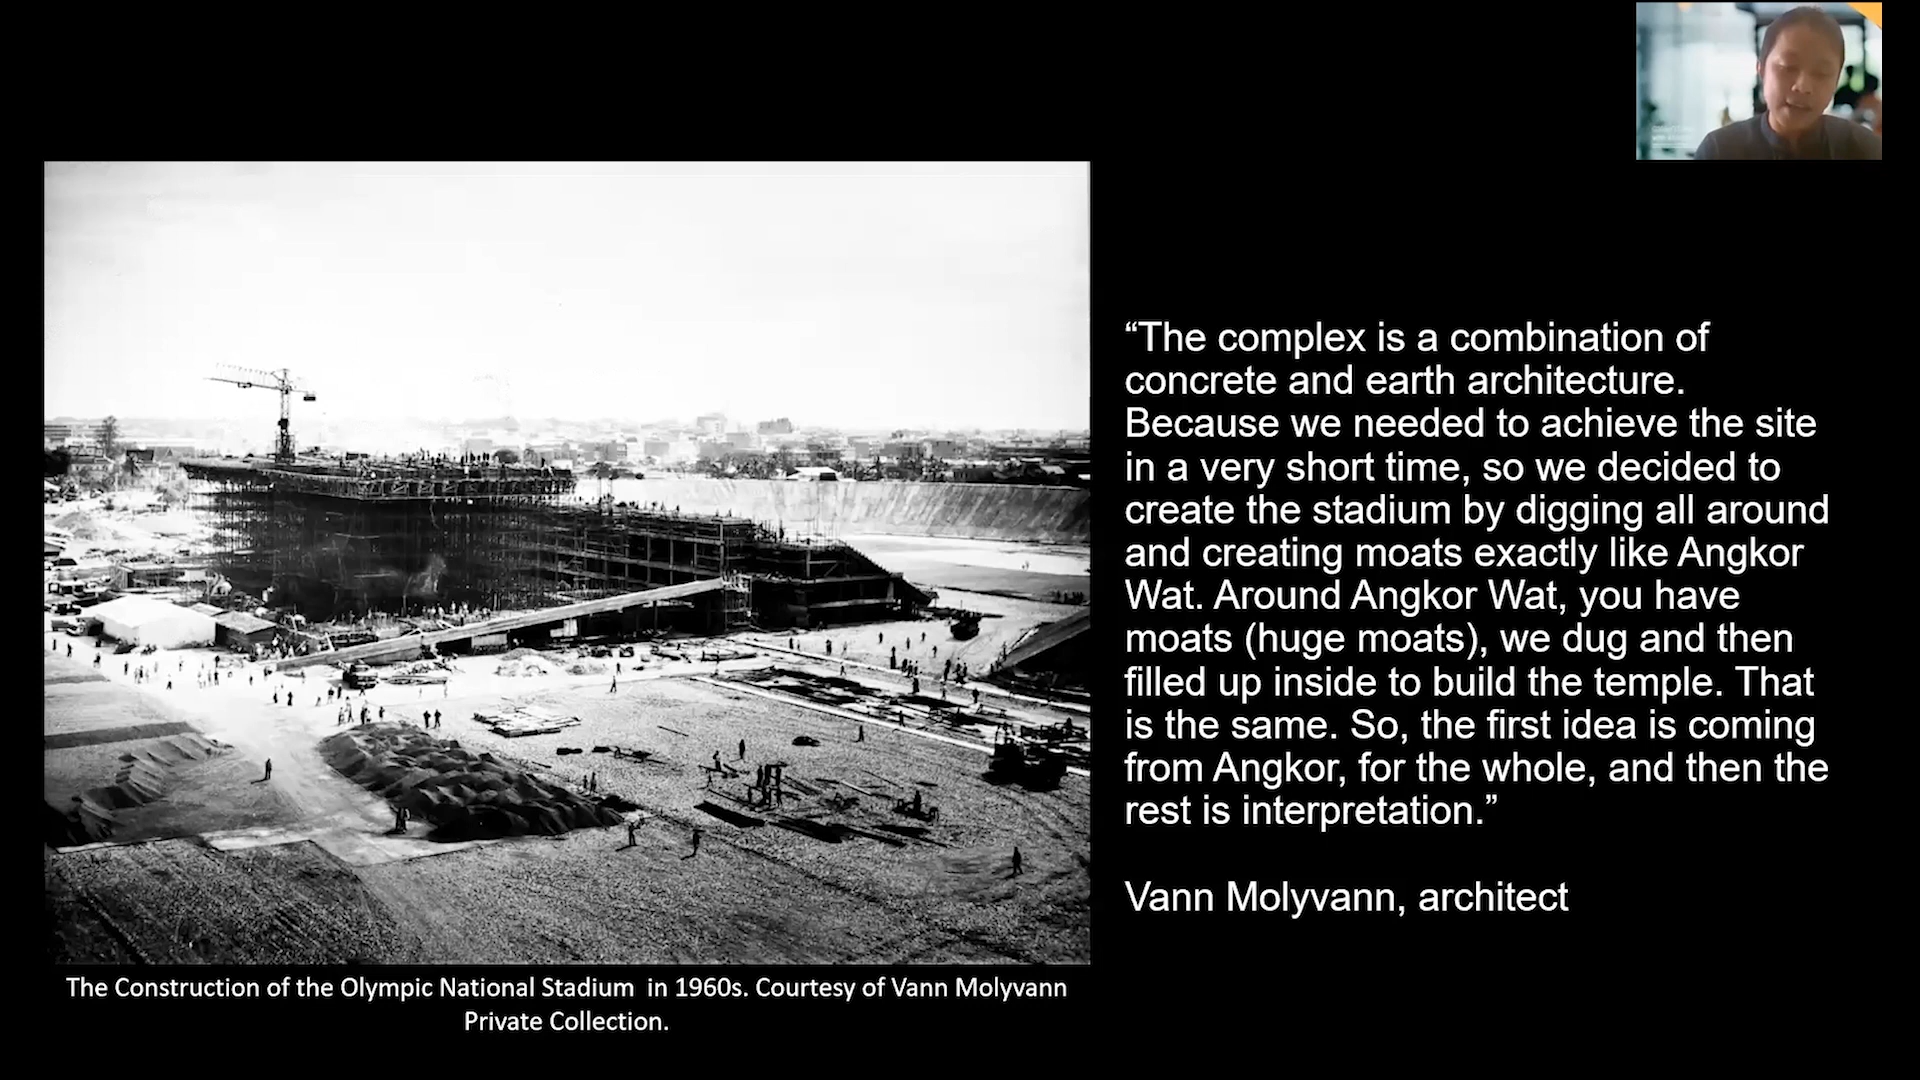 “The complex is a combination of
concrete and earth architecture.
Because we needed to achieve the site
in a very short time, so we decided to
create the stadium by digging all around
and creating moats exactly like Angkor
Wat. Around Angkor Wat, you have
moats (huge moats), we dug and then
filled up inside to build the temple. That
is the same. So, the first idea is coming
from Angkor, for the whole, and then the
rest is interpretation.”
Vann Molyvann, architect
The Construction of the Olympic National Stadium in 1960s. Courtesy of Vann Molyvann
Private Collection.